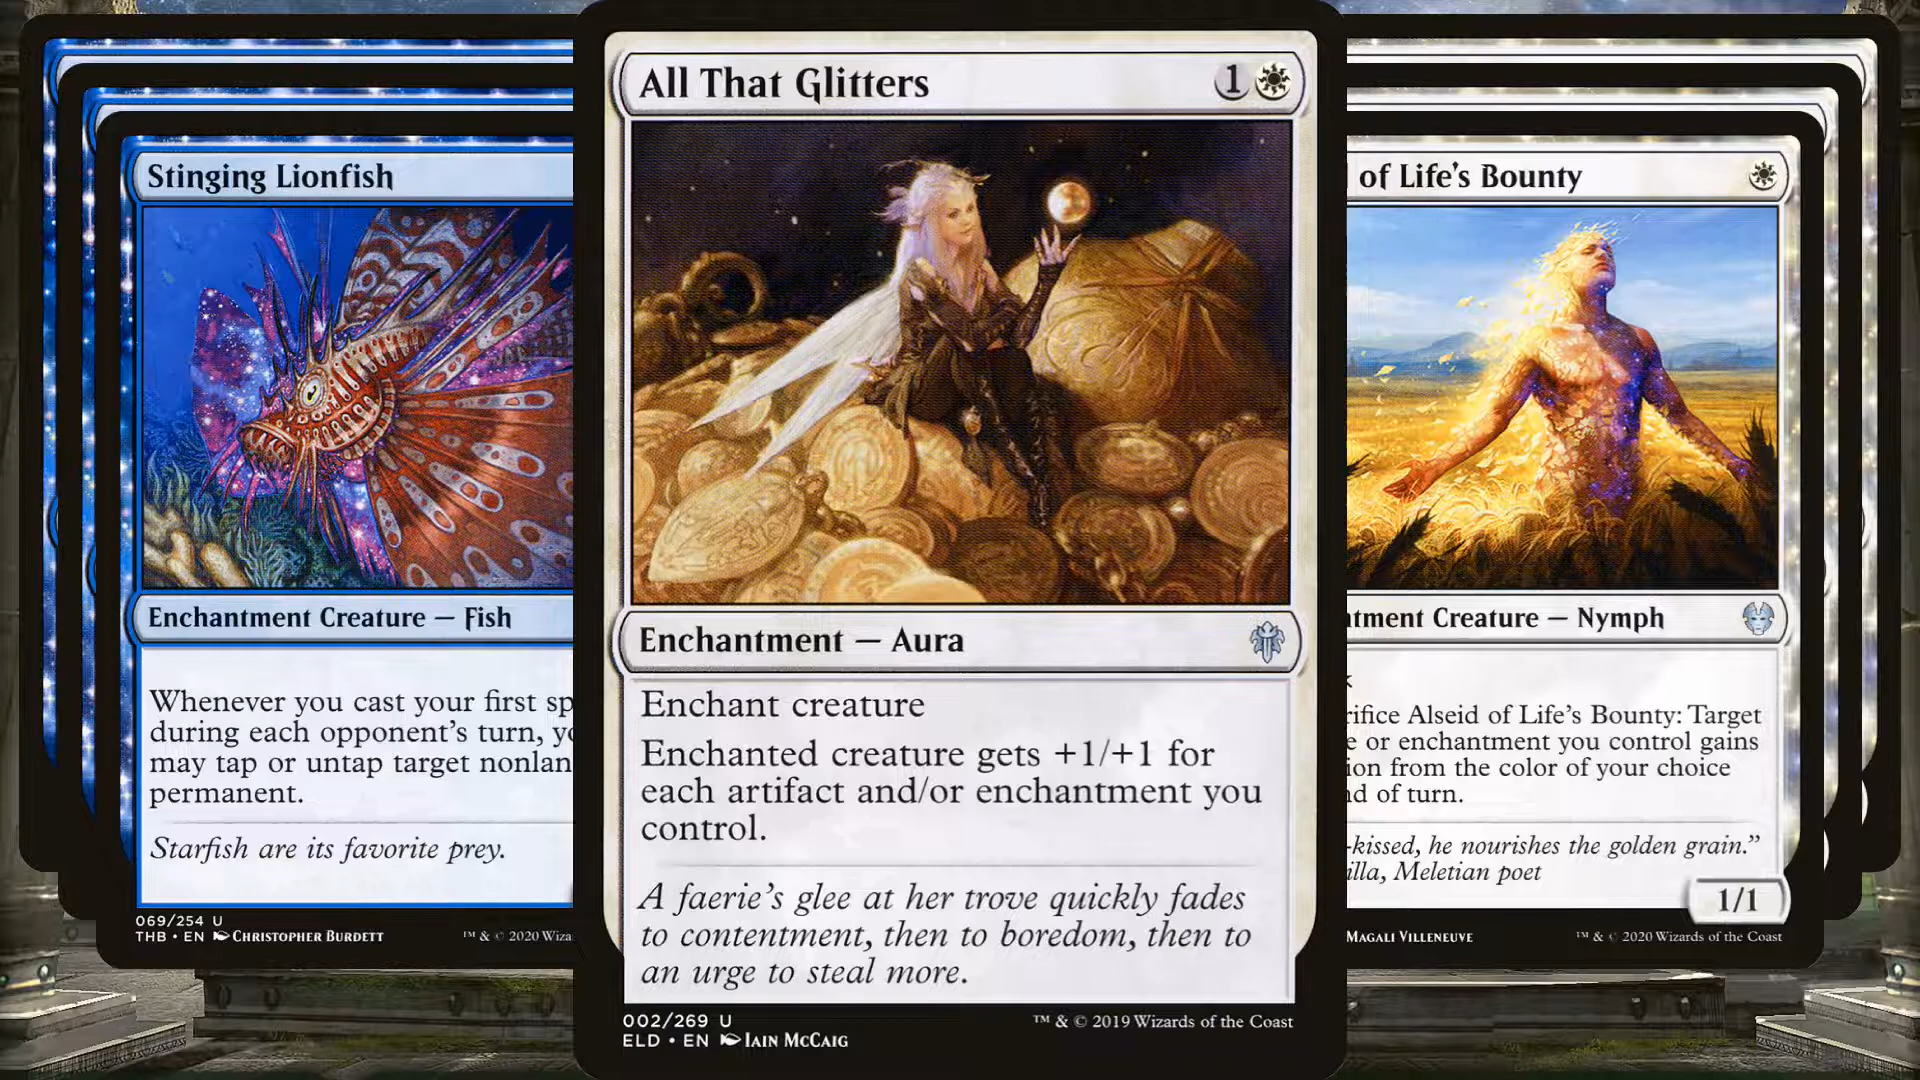 Stinging Lionfish
Enchantment Creature — Fish
Whenever you cast your first sp
during each opponent's turn, yo
may tap or untap target nonlan
permanent.
Starfish are its favorite prey.
069/254 U
THB • EN CHRISTOPHER BURDETT
™ & © 2020 Wiza
All That Glitters
1
Enchantment — Aura
Enchant creature
Enchanted creature gets +1/+1 for
each artifact and/or enchantment you
control.
A faerie's glee at her trove quickly fades
to contentment, then to boredom, then to
an urge to steal more.
002/269 U
ELD • EN IAIN MCCAIG
™ & © 2019 Wizards of the Coast
of Life's Bounty
tment Creature — Nymph
k
rifice Alseid of Life's Bounty: Target
e or enchantment you control gains
ion from the color of your choice
nd of turn.
-kissed, he nourishes the golden grain."
illa, Meletian poet
1/1
MAGALI VILLENEUVE
™ & © 2020 Wizards of the Coast